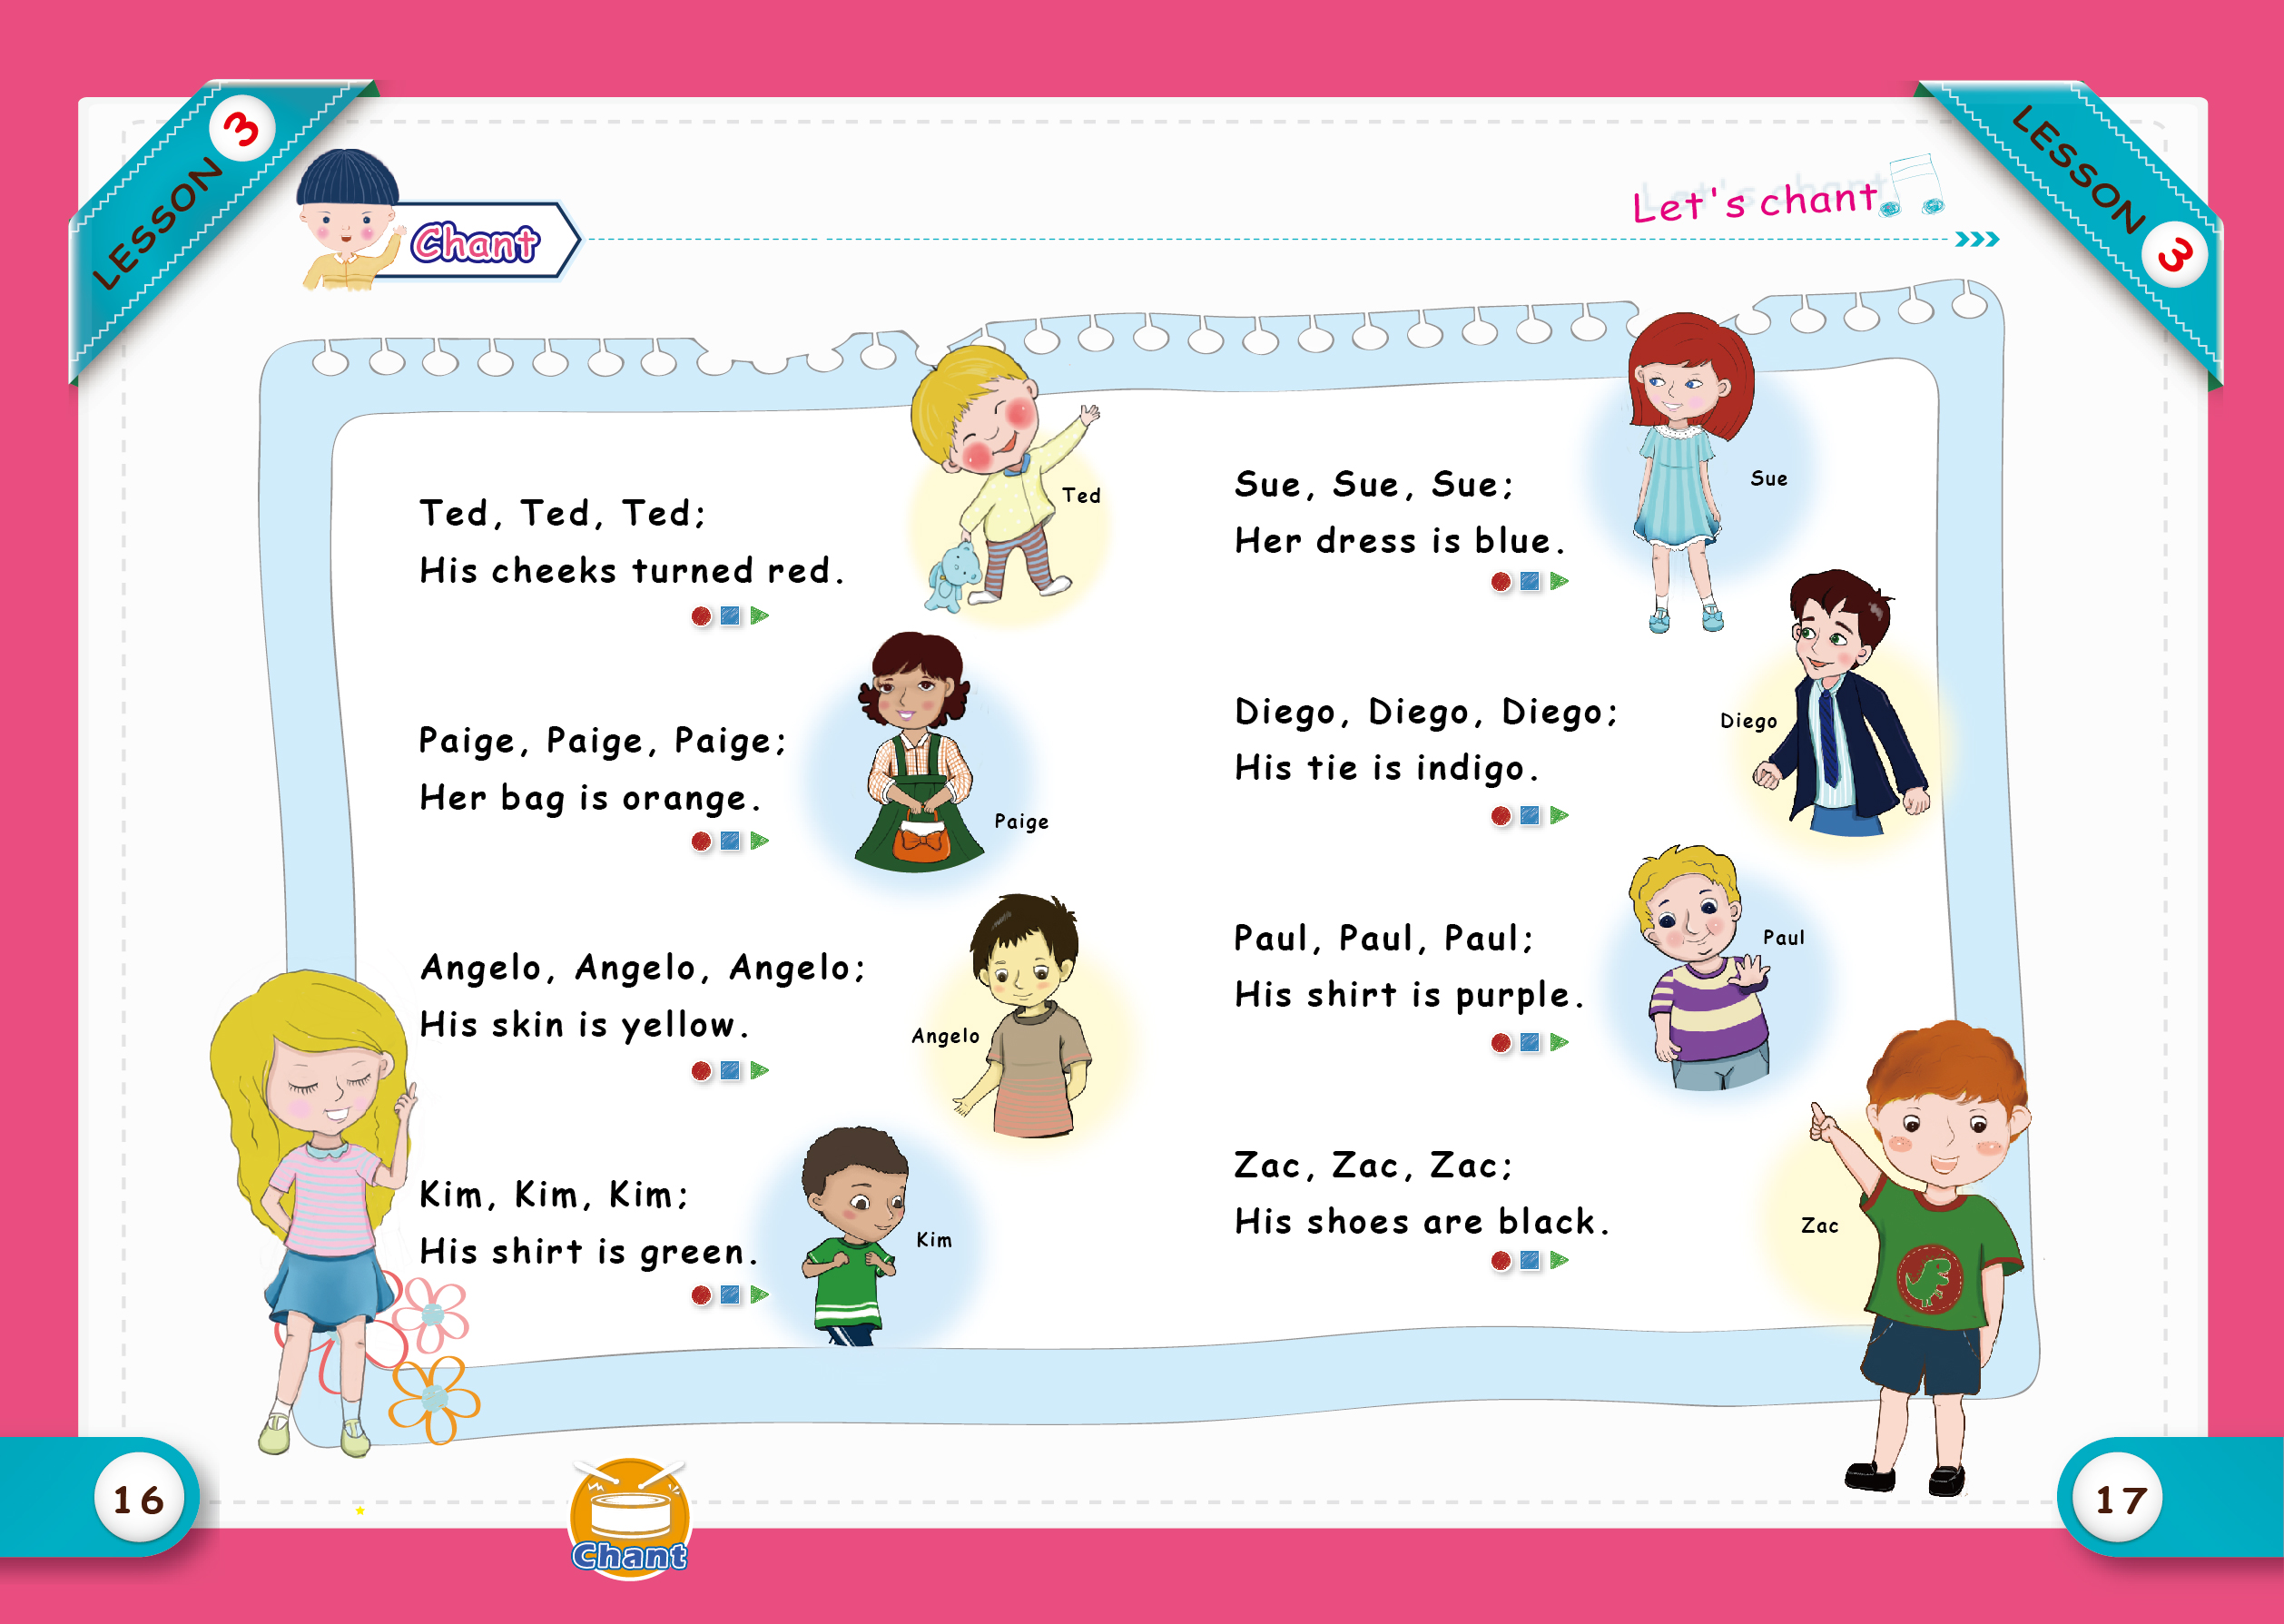 LESSON 3
Chant
Let's chant
LESSON 3
Ted, Ted, Ted;
His cheeks turned red.
Ted
Paige, Paige, Paige;
Her bag is orange.
Paige
Angelo, Angelo, Angelo;
His skin is yellow.
Angelo
Kim, Kim, Kim;
His shirt is green.
Kim
Sue, Sue, Sue;
Her dress is blue.
Sue
Diego, Diego, Diego;
His tie is indigo.
Diego
Paul, Paul, Paul;
His shirt is purple.
Paul
Zac, Zac, Zac;
His shoes are black.
Zac
16
Chant
17